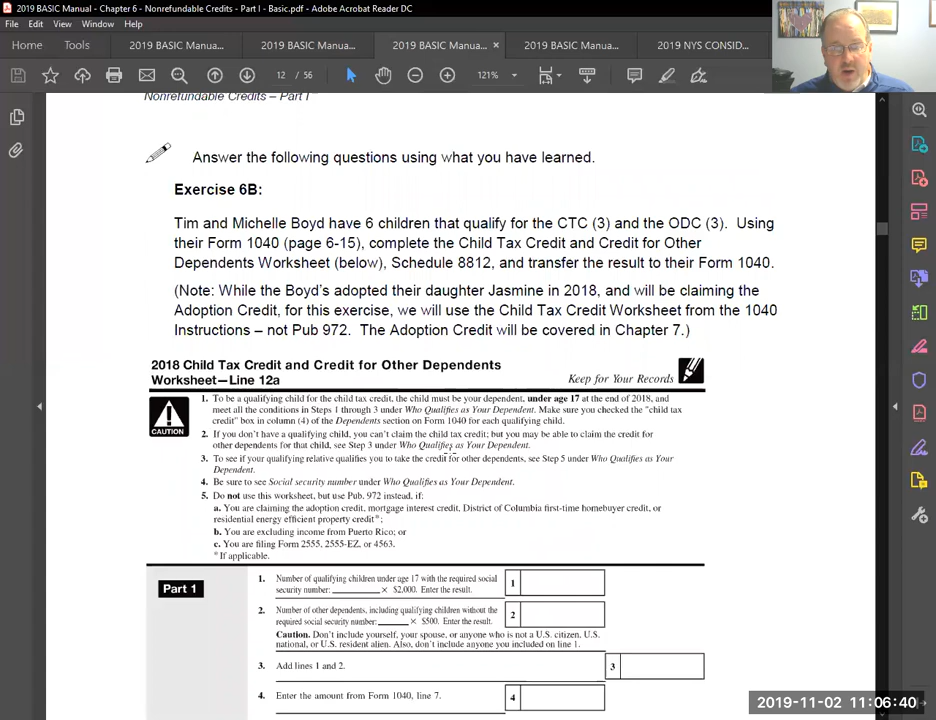 2019 BASIC Manual - Chapter 6 - Nonrefundable Credits - Part I - Basic.pdf - Adobe Acrobat Reader DC
File Edit View Window Help
Home Tools 2019 BASIC Manua... 2019 BASIC Manua... 2019 BASIC Manua... × 2019 BASIC Manua... 2019 NYS CONSID...
12 / 56 121%
Nonrefundable Credits – Part I
Answer the following questions using what you have learned.
Exercise 6B:
Tim and Michelle Boyd have 6 children that qualify for the CTC (3) and the ODC (3). Using
their Form 1040 (page 6-15), complete the Child Tax Credit and Credit for Other
Dependents Worksheet (below), Schedule 8812, and transfer the result to their Form 1040.
(Note: While the Boyd's adopted their daughter Jasmine in 2018, and will be claiming the
Adoption Credit, for this exercise, we will use the Child Tax Credit Worksheet from the 1040
Instructions – not Pub 972. The Adoption Credit will be covered in Chapter 7.)
2018 Child Tax Credit and Credit for Other Dependents
Worksheet—Line 12a
Keep for Your Records
CAUTION
1. To be a qualifying child for the child tax credit, the child must be your dependent, under age 17 at the end of 2018, and
meet all the conditions in Steps 1 through 3 under Who Qualifies as Your Dependent. Make sure you checked the "child tax
credit" box in column (4) of the Dependents section on Form 1040 for each qualifying child.
2. If you don't have a qualifying child, you can't claim the child tax credit; but you may be able to claim the credit for
other dependents for that child, see Step 3 under Who Qualifies as Your Dependent.
3. To see if your qualifying relative qualifies you to take the credit for other dependents, see Step 5 under Who Qualifies as Your
Dependent.
4. Be sure to see Social security number under Who Qualifies as Your Dependent.
5. Do not use this worksheet, but use Pub. 972 instead, if:
a. You are claiming the adoption credit, mortgage interest credit, District of Columbia first-time homebuyer credit, or
residential energy efficient property credit*;
b. You are excluding income from Puerto Rico; or
c. You are filing Form 2555, 2555-EZ, or 4563.
* If applicable.
Part 1
1. Number of qualifying children under age 17 with the required social
security number: ________ × $2,000. Enter the result. 1
2. Number of other dependents, including qualifying children without the
required social security number: ________ × $500. Enter the result. 2
Caution. Don't include yourself, your spouse, or anyone who is not a U.S. citizen, U.S.
national, or U.S. resident alien. Also, don't include anyone you included on line 1.
3. Add lines 1 and 2. 3
4. Enter the amount from Form 1040, line 7. 4
2019-11-02 11:06:40